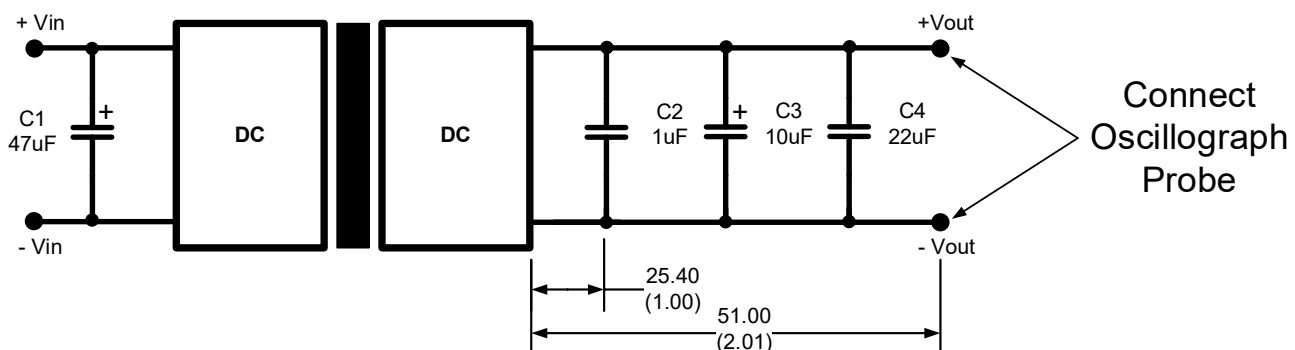 + Vin
+Vout
C1
47uF
+
DC
DC
C2
1uF
+
C3
10uF
C4
22uF
Connect
Oscillograph
Probe
- Vin
- Vout
25.40
(1.00)
51.00
(2.01)